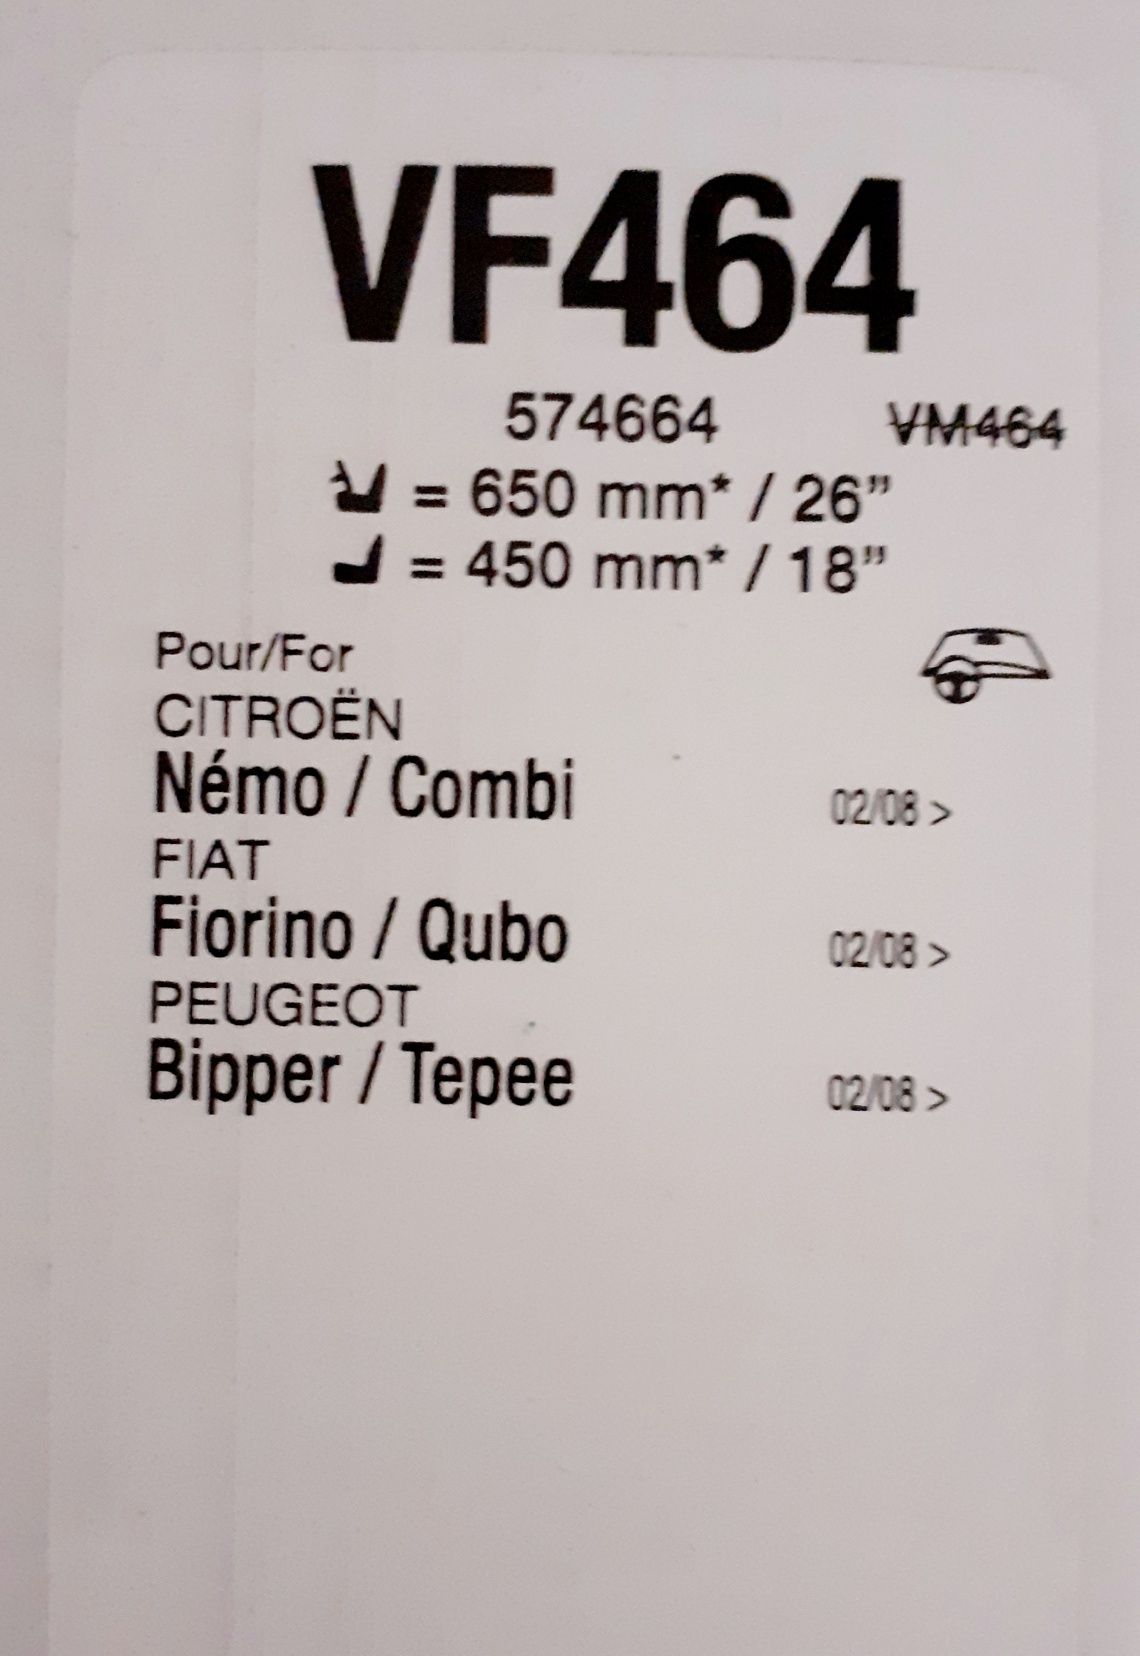 VF464
574664 VM464
= 650 mm* / 26”
= 450 mm* / 18”
Pour/For
CITROËN
Némo / Combi 02/08 >
FIAT
Fiorino / Qubo 02/08 >
PEUGEOT
Bipper / Tepee 02/08 >